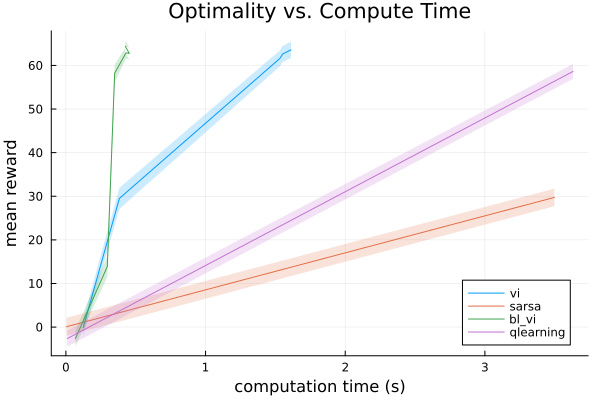 Optimality vs. Compute Time
mean reward
60
50
40
30
20
10
0
0 1 2 3
computation time (s)
vi
sarsa
bl_vi
qlearning